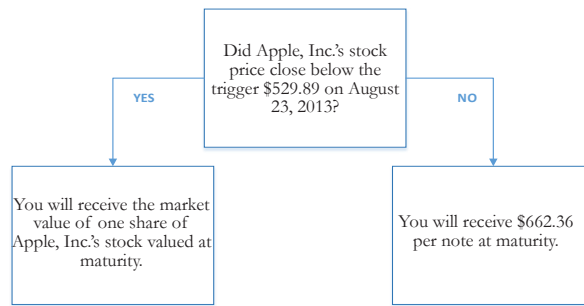 Did Apple, Inc.'s stock
price close below the
trigger $529.89 on August
23, 2013?
YES
NO
You will receive the market
value of one share of
Apple, Inc.'s stock valued at
maturity.
You will receive $662.36
per note at maturity.